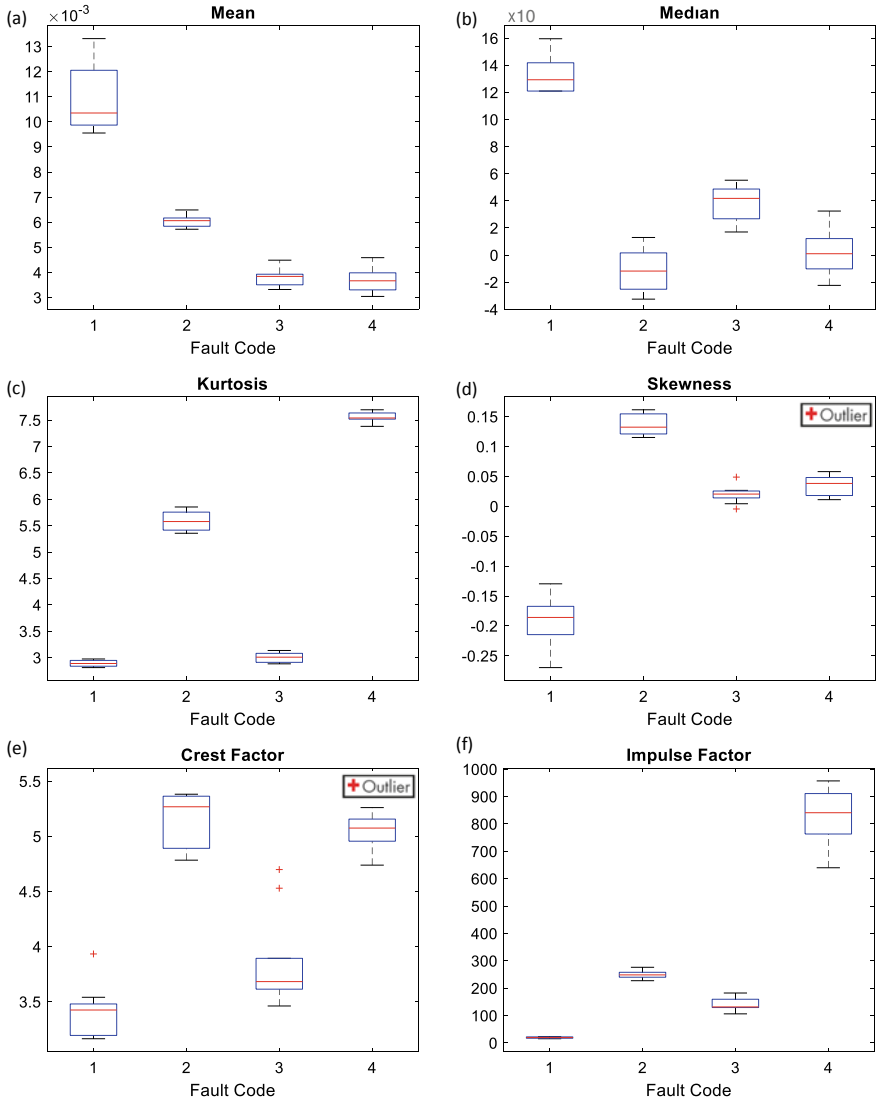 (a)
×10-3
Mean
13
12
11
10
9
8
7
6
5
4
3
1 2 3 4
Fault Code
(b)
x10
Median
16
14
12
10
8
6
4
2
0
-2
-4
1 2 3 4
Fault Code
(c)
Kurtosis
7.5
7
6.5
6
5.5
5
4.5
4
3.5
3
1 2 3 4
Fault Code
(d)
Skewness
Outlier
0.15
0.1
0.05
0
-0.05
-0.1
-0.15
-0.2
-0.25
1 2 3 4
Fault Code
(e)
Crest Factor
Outlier
5.5
5
4.5
4
3.5
1 2 3 4
Fault Code
(f)
Impulse Factor
1000
900
800
700
600
500
400
300
200
100
0
1 2 3 4
Fault Code